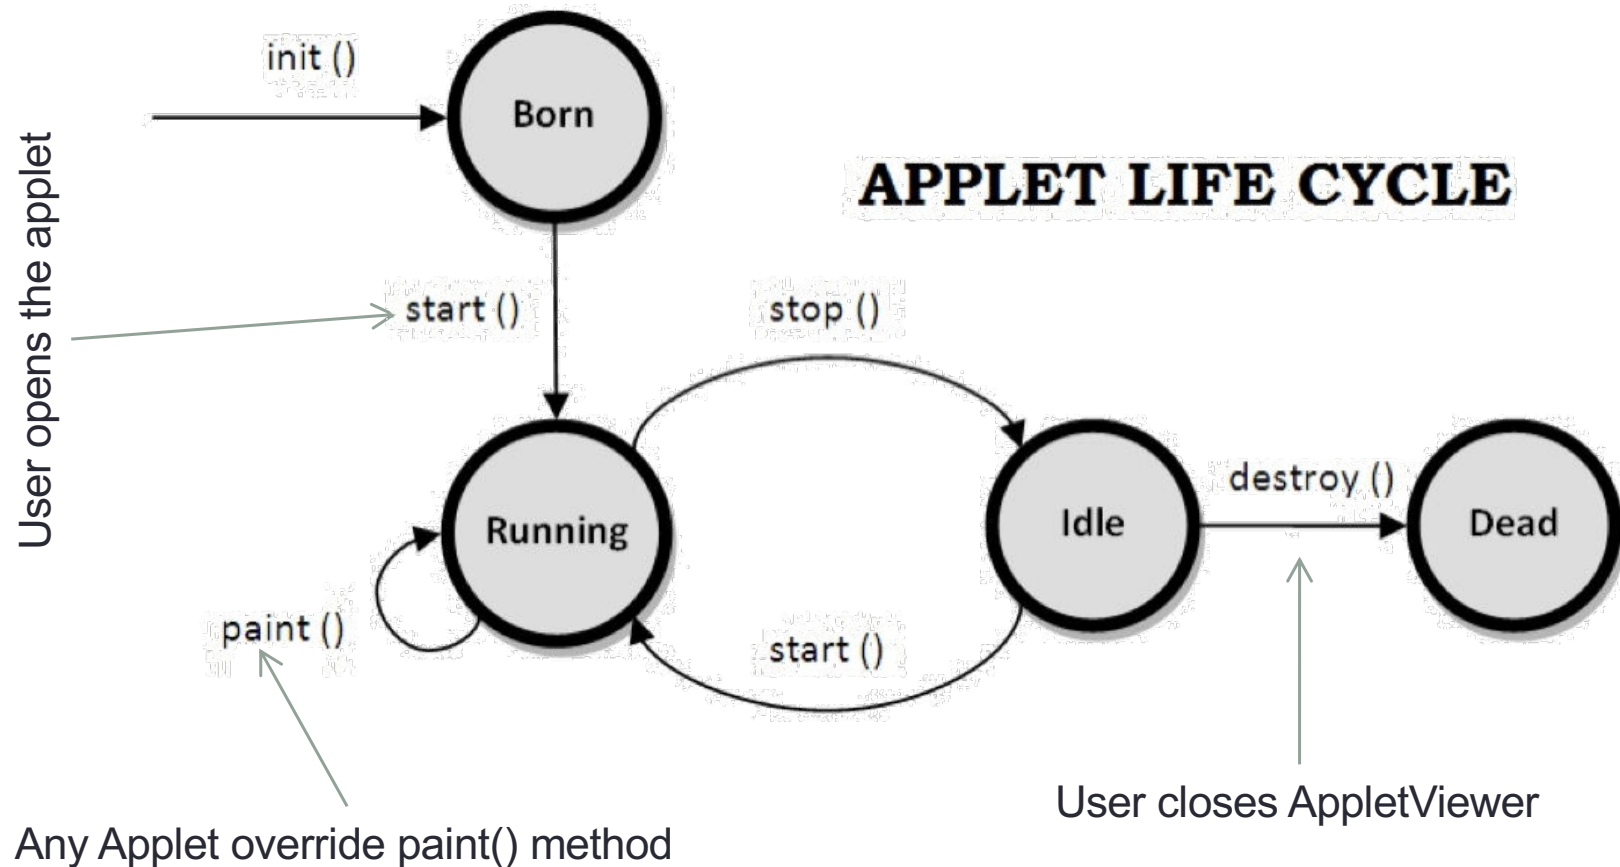 init ()
Born
APPLET LIFE CYCLE
User opens the applet
start ()
stop ()
Running
Idle
destroy ()
Dead
paint ()
start ()
User closes AppletViewer
Any Applet override paint() method